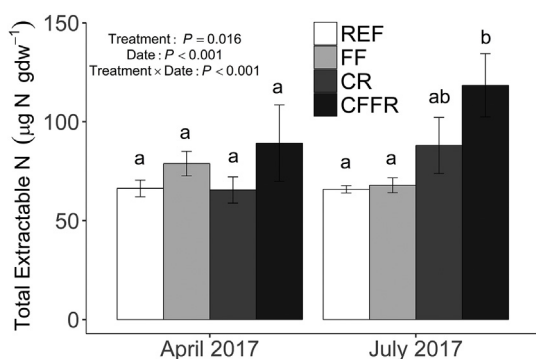 Total Extractable N (μg N gdw⁻¹)
150
100
50
0
Treatment : P = 0.016
Date : P < 0.001
Treatment × Date : P < 0.001
REF
FF
CR
CFFR
a
a
a
a
a
a
ab
b
April 2017
July 2017